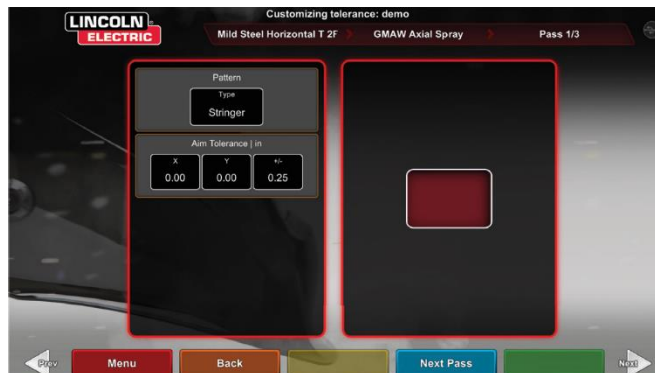 Customizing tolerance: demo
LINCOLN
ELECTRIC
Mild Steel Horizontal T 2F
GMAW Axial Spray
Pass 1/3
Pattern
Type
Stringer
Aim Tolerance | in
X
Y
+/-
0.00
0.00
0.25
Prev
Menu
Back
Next Pass
Next